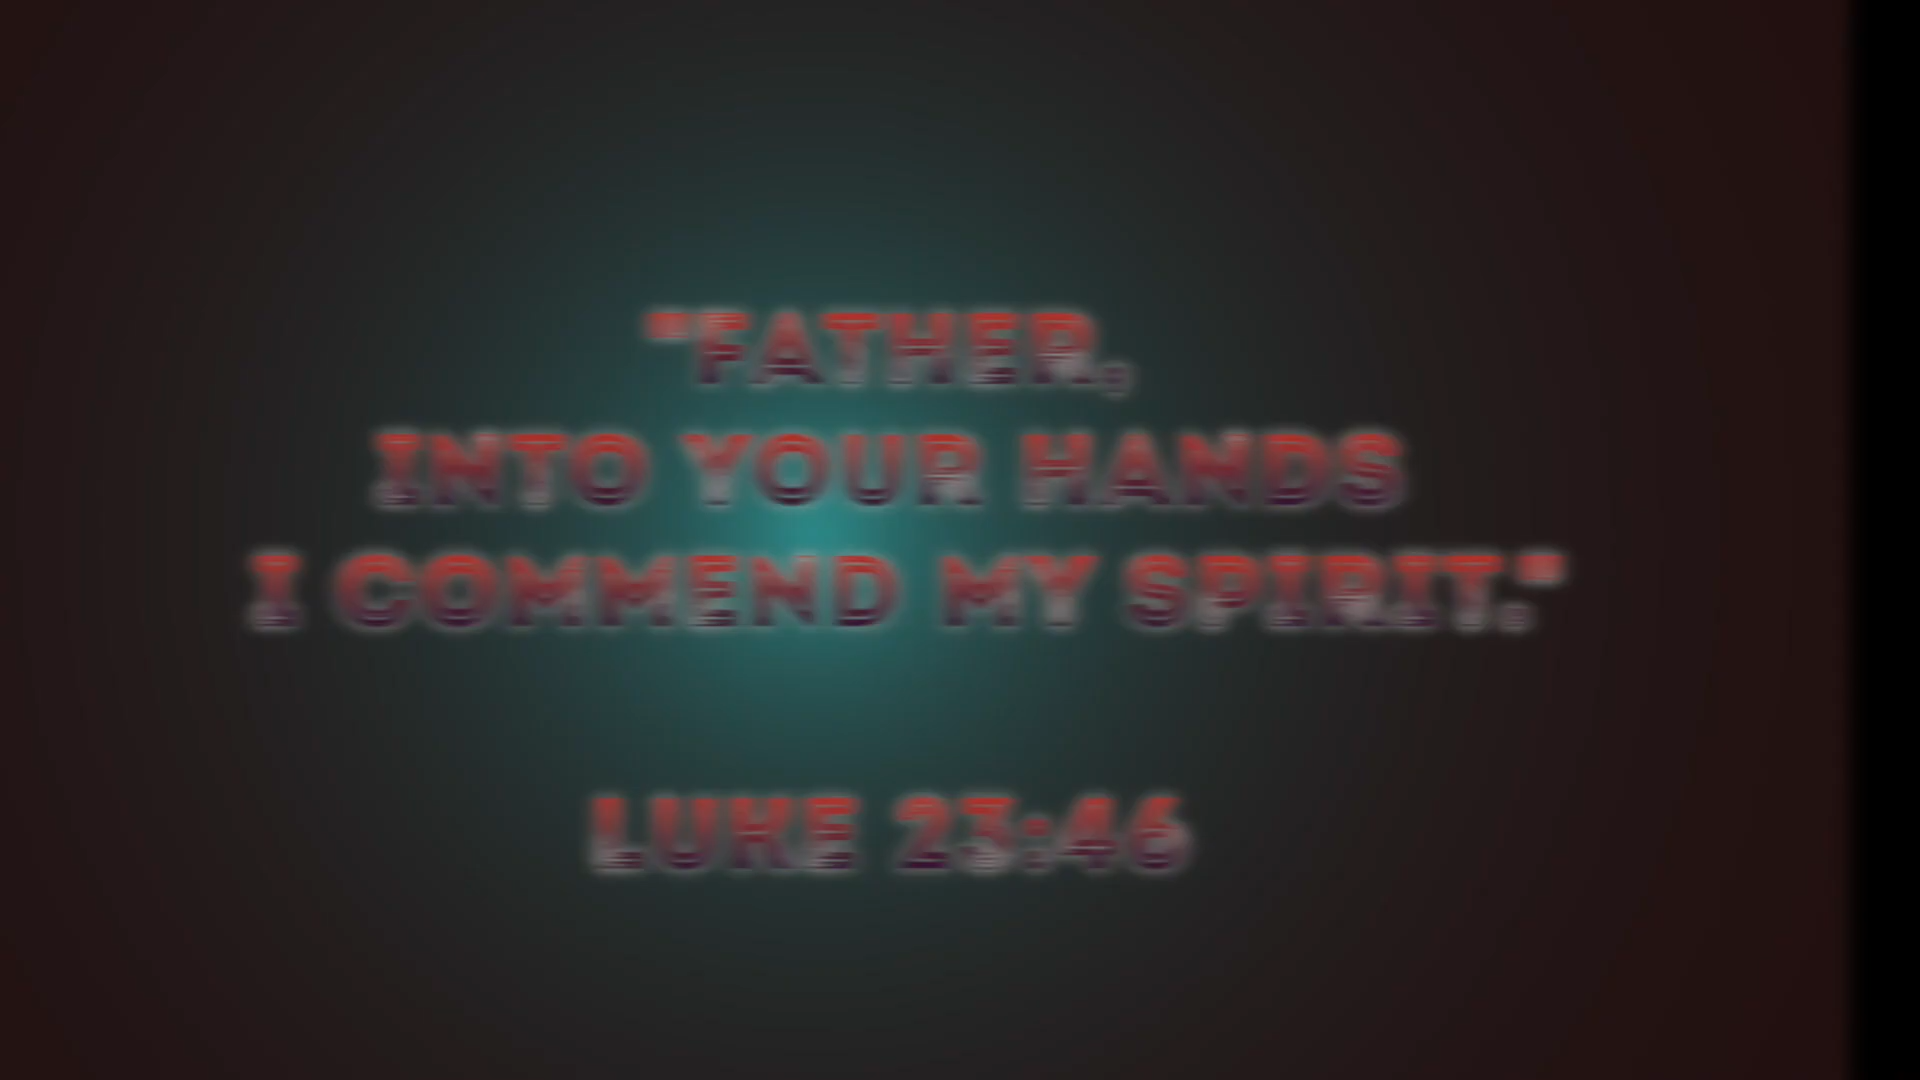 "FATHER,
INTO YOUR HANDS
I COMMEND MY SPIRIT."
LUKE 23:46